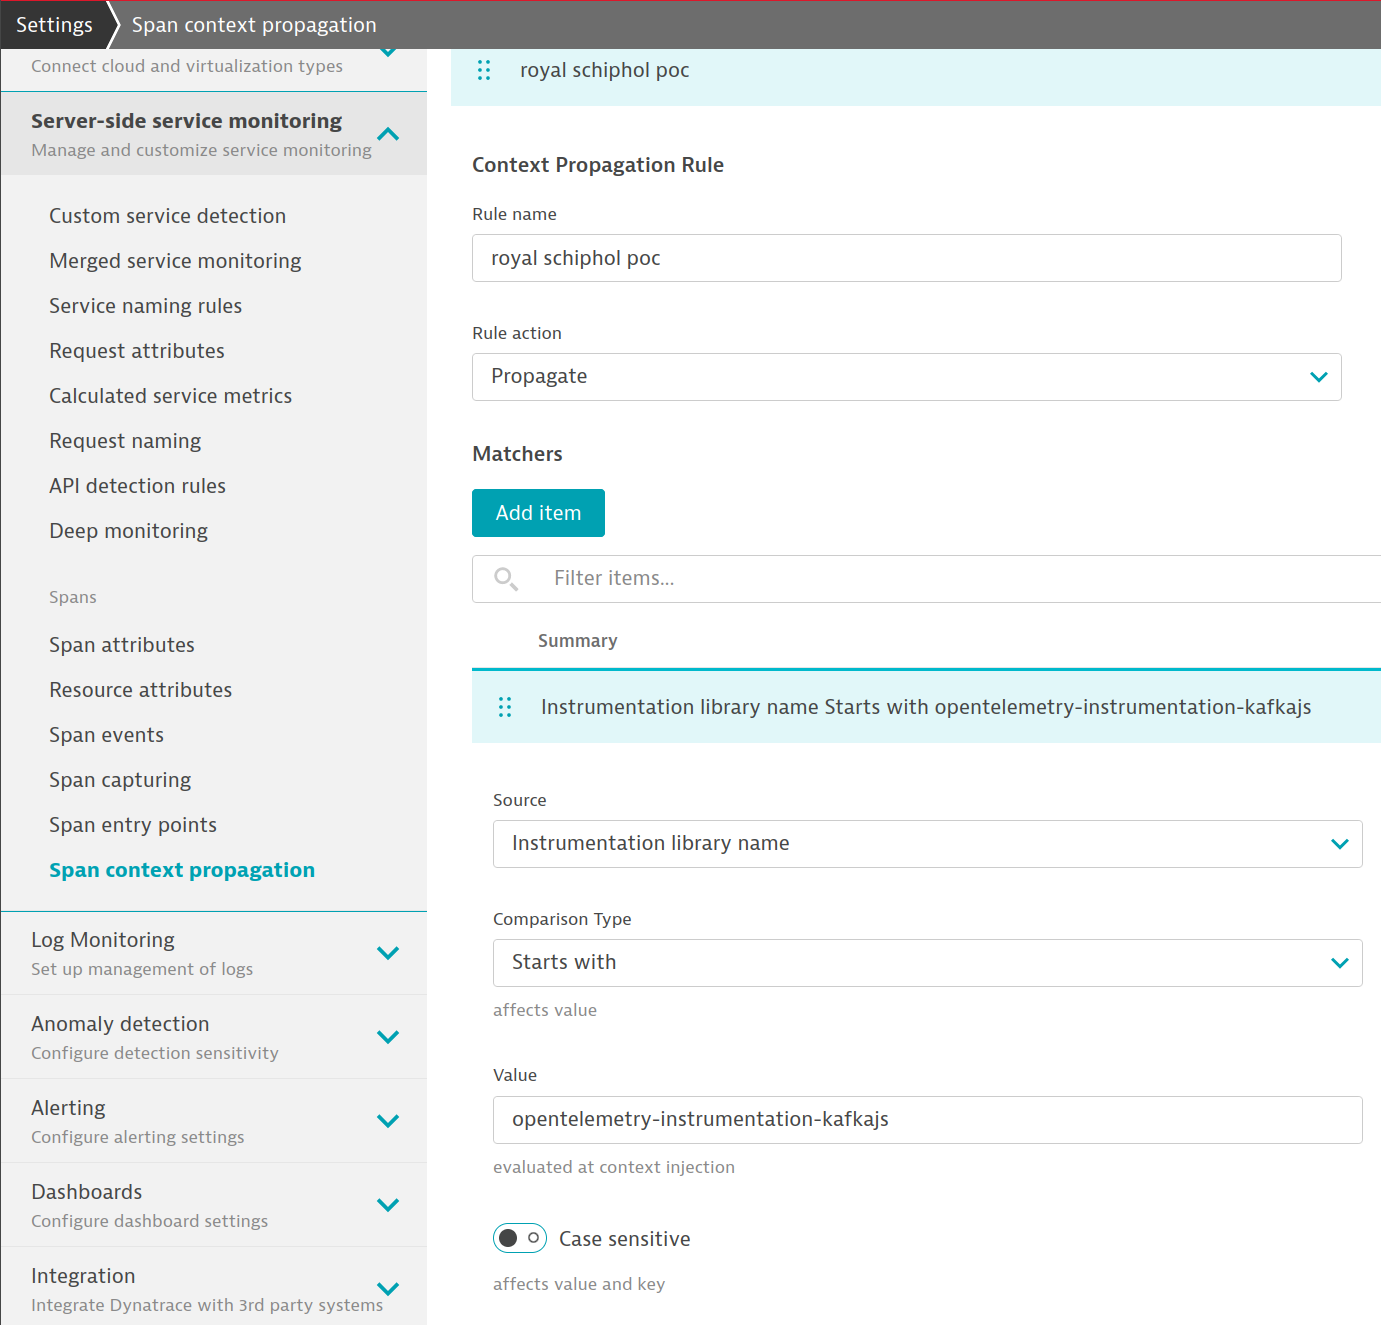 Settings
Span context propagation
Connect cloud and virtualization types
Server-side service monitoring
Manage and customize service monitoring
Custom service detection
Merged service monitoring
Service naming rules
Request attributes
Calculated service metrics
Request naming
API detection rules
Deep monitoring
Spans
Span attributes
Resource attributes
Span events
Span capturing
Span entry points
Span context propagation
Log Monitoring
Set up management of logs
Anomaly detection
Configure detection sensitivity
Alerting
Configure alerting settings
Dashboards
Configure dashboard settings
Integration
Integrate Dynatrace with 3rd party systems
royal schiphol poc
Context Propagation Rule
Rule name
royal schiphol poc
Rule action
Propagate
Matchers
Add item
Filter items...
Summary
Instrumentation library name Starts with opentelemetry-instrumentation-kafkajs
Source
Instrumentation library name
Comparison Type
Starts with
affects value
Value
opentelemetry-instrumentation-kafkajs
evaluated at context injection
Case sensitive
affects value and key